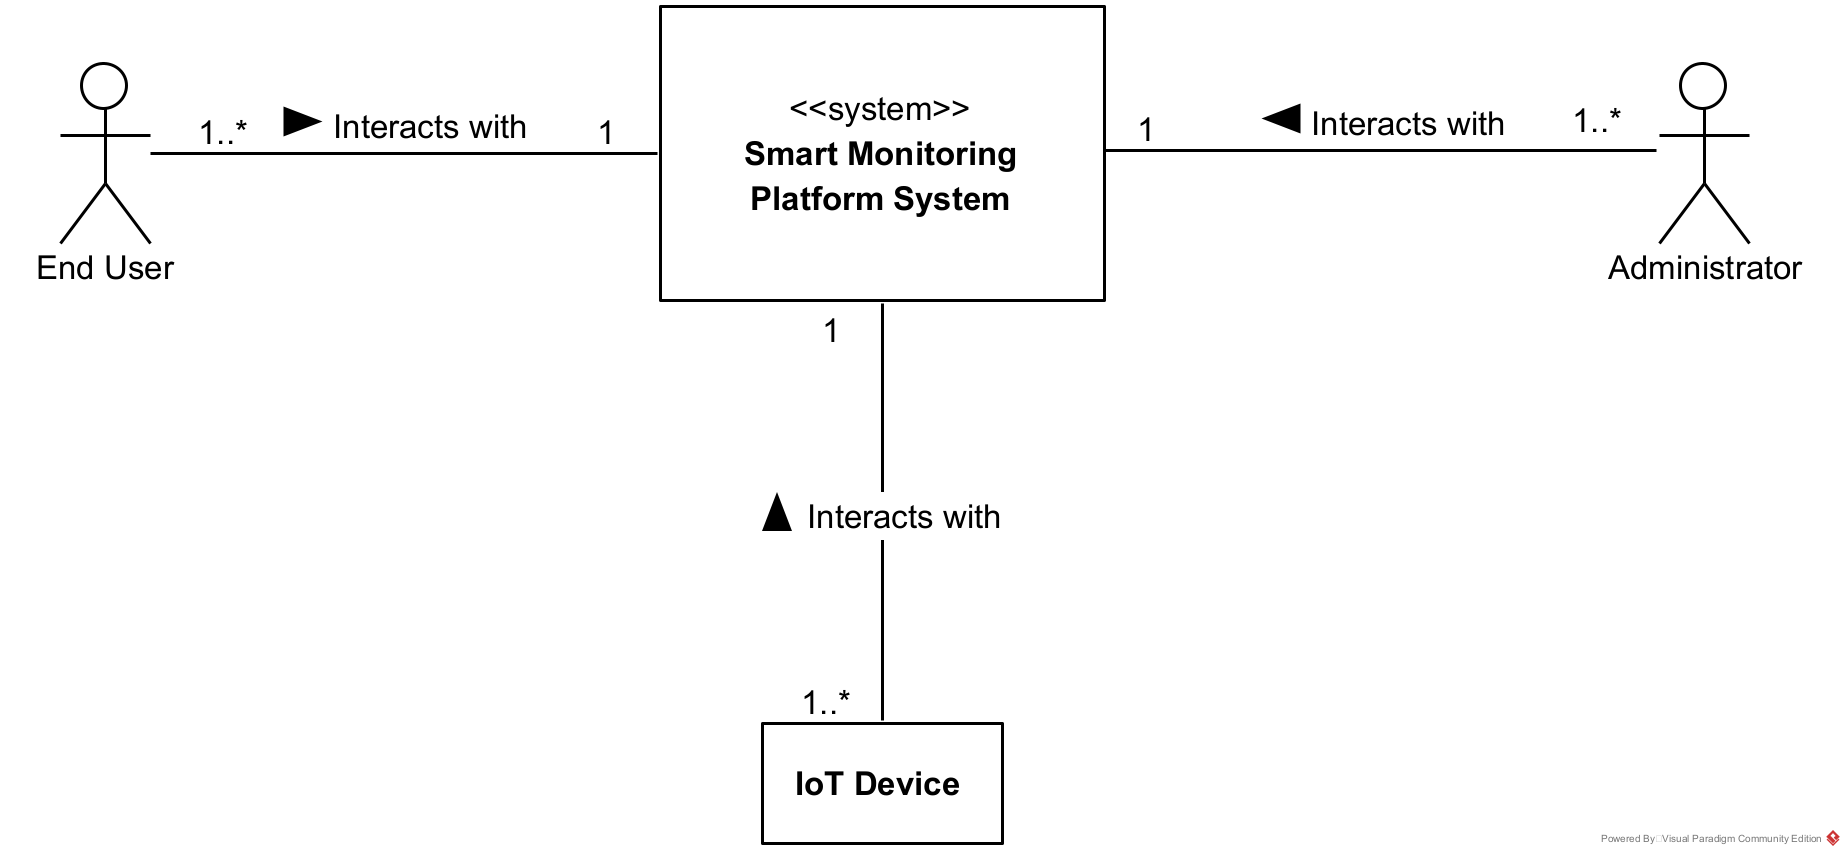 <<system>>
Smart Monitoring
Platform System
1..*
Interacts with
1
1
Interacts with
1..*
End User
Administrator
1
Interacts with
1..*
IoT Device
Powered By Visual Paradigm Community Edition